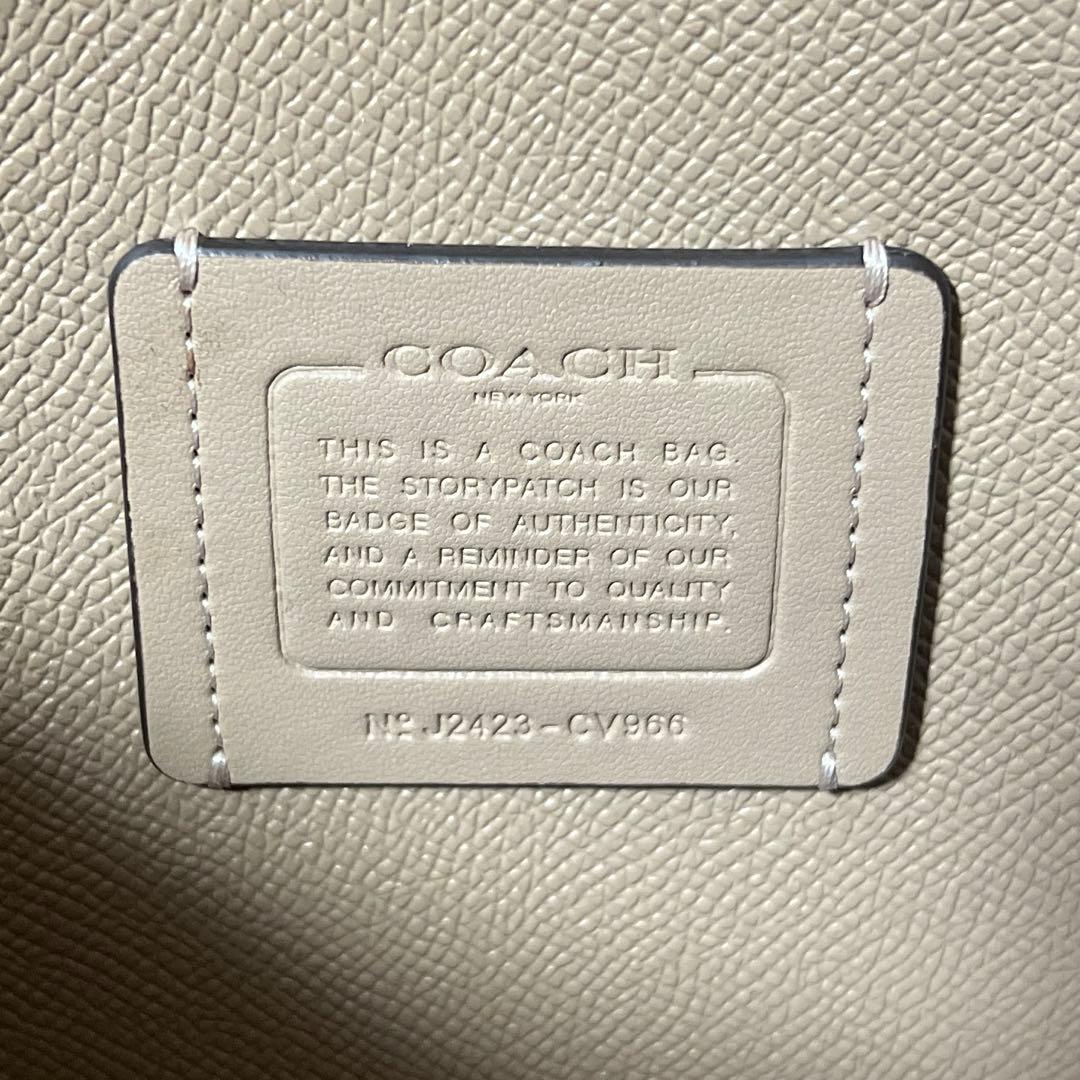 COACH
NEW YORK
THIS IS A COACH BAG.
THE STORYPATCH IS OUR
BADGE OF AUTHENTICITY,
AND A REMINDER OF OUR
COMMITMENT TO QUALITY
AND CRAFTSMANSHIP.
Nº.J2423-CV966